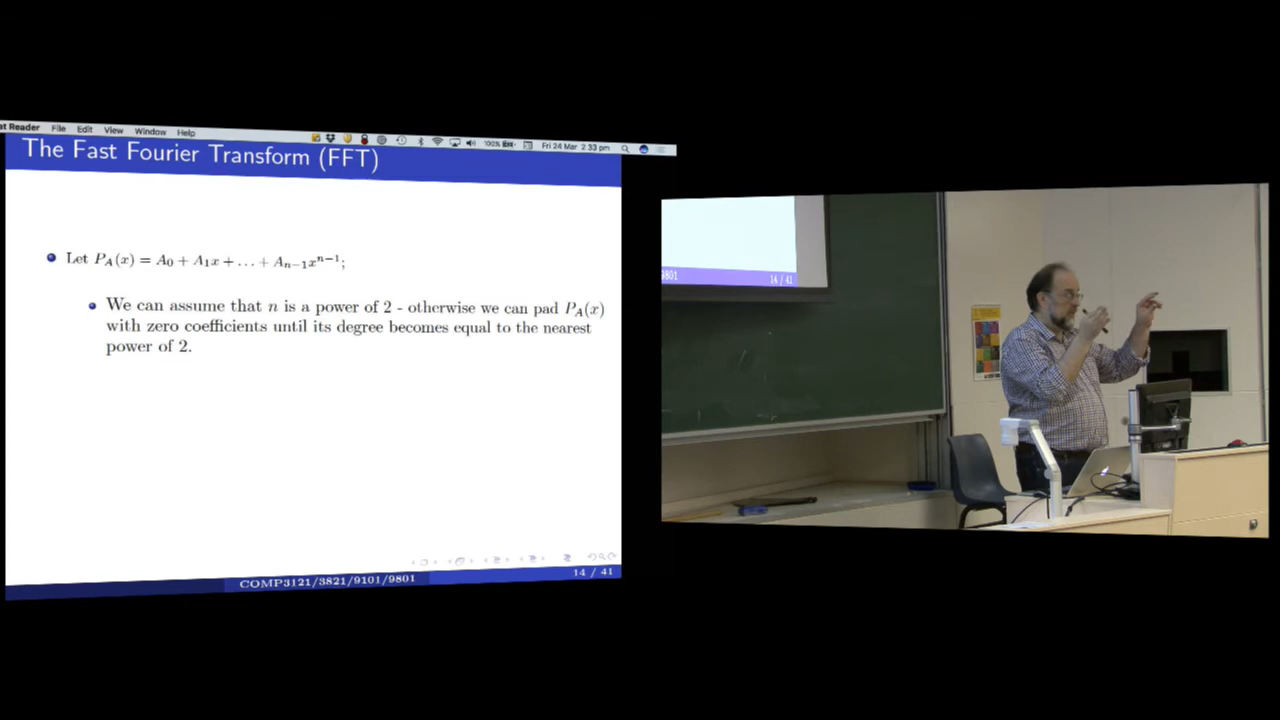 at Reader File Edit View Window Help 100% Fri 24 Mar 2:33 pm
The Fast Fourier Transform (FFT)
Let P_A(x) = A_0 + A_1x + ... + A_{n-1}x^{n-1};
We can assume that n is a power of 2 - otherwise we can pad P_A(x)
with zero coefficients until its degree becomes equal to the nearest
power of 2.
COMP3121/3821/9101/9801 14 / 41
9801 14 / 41